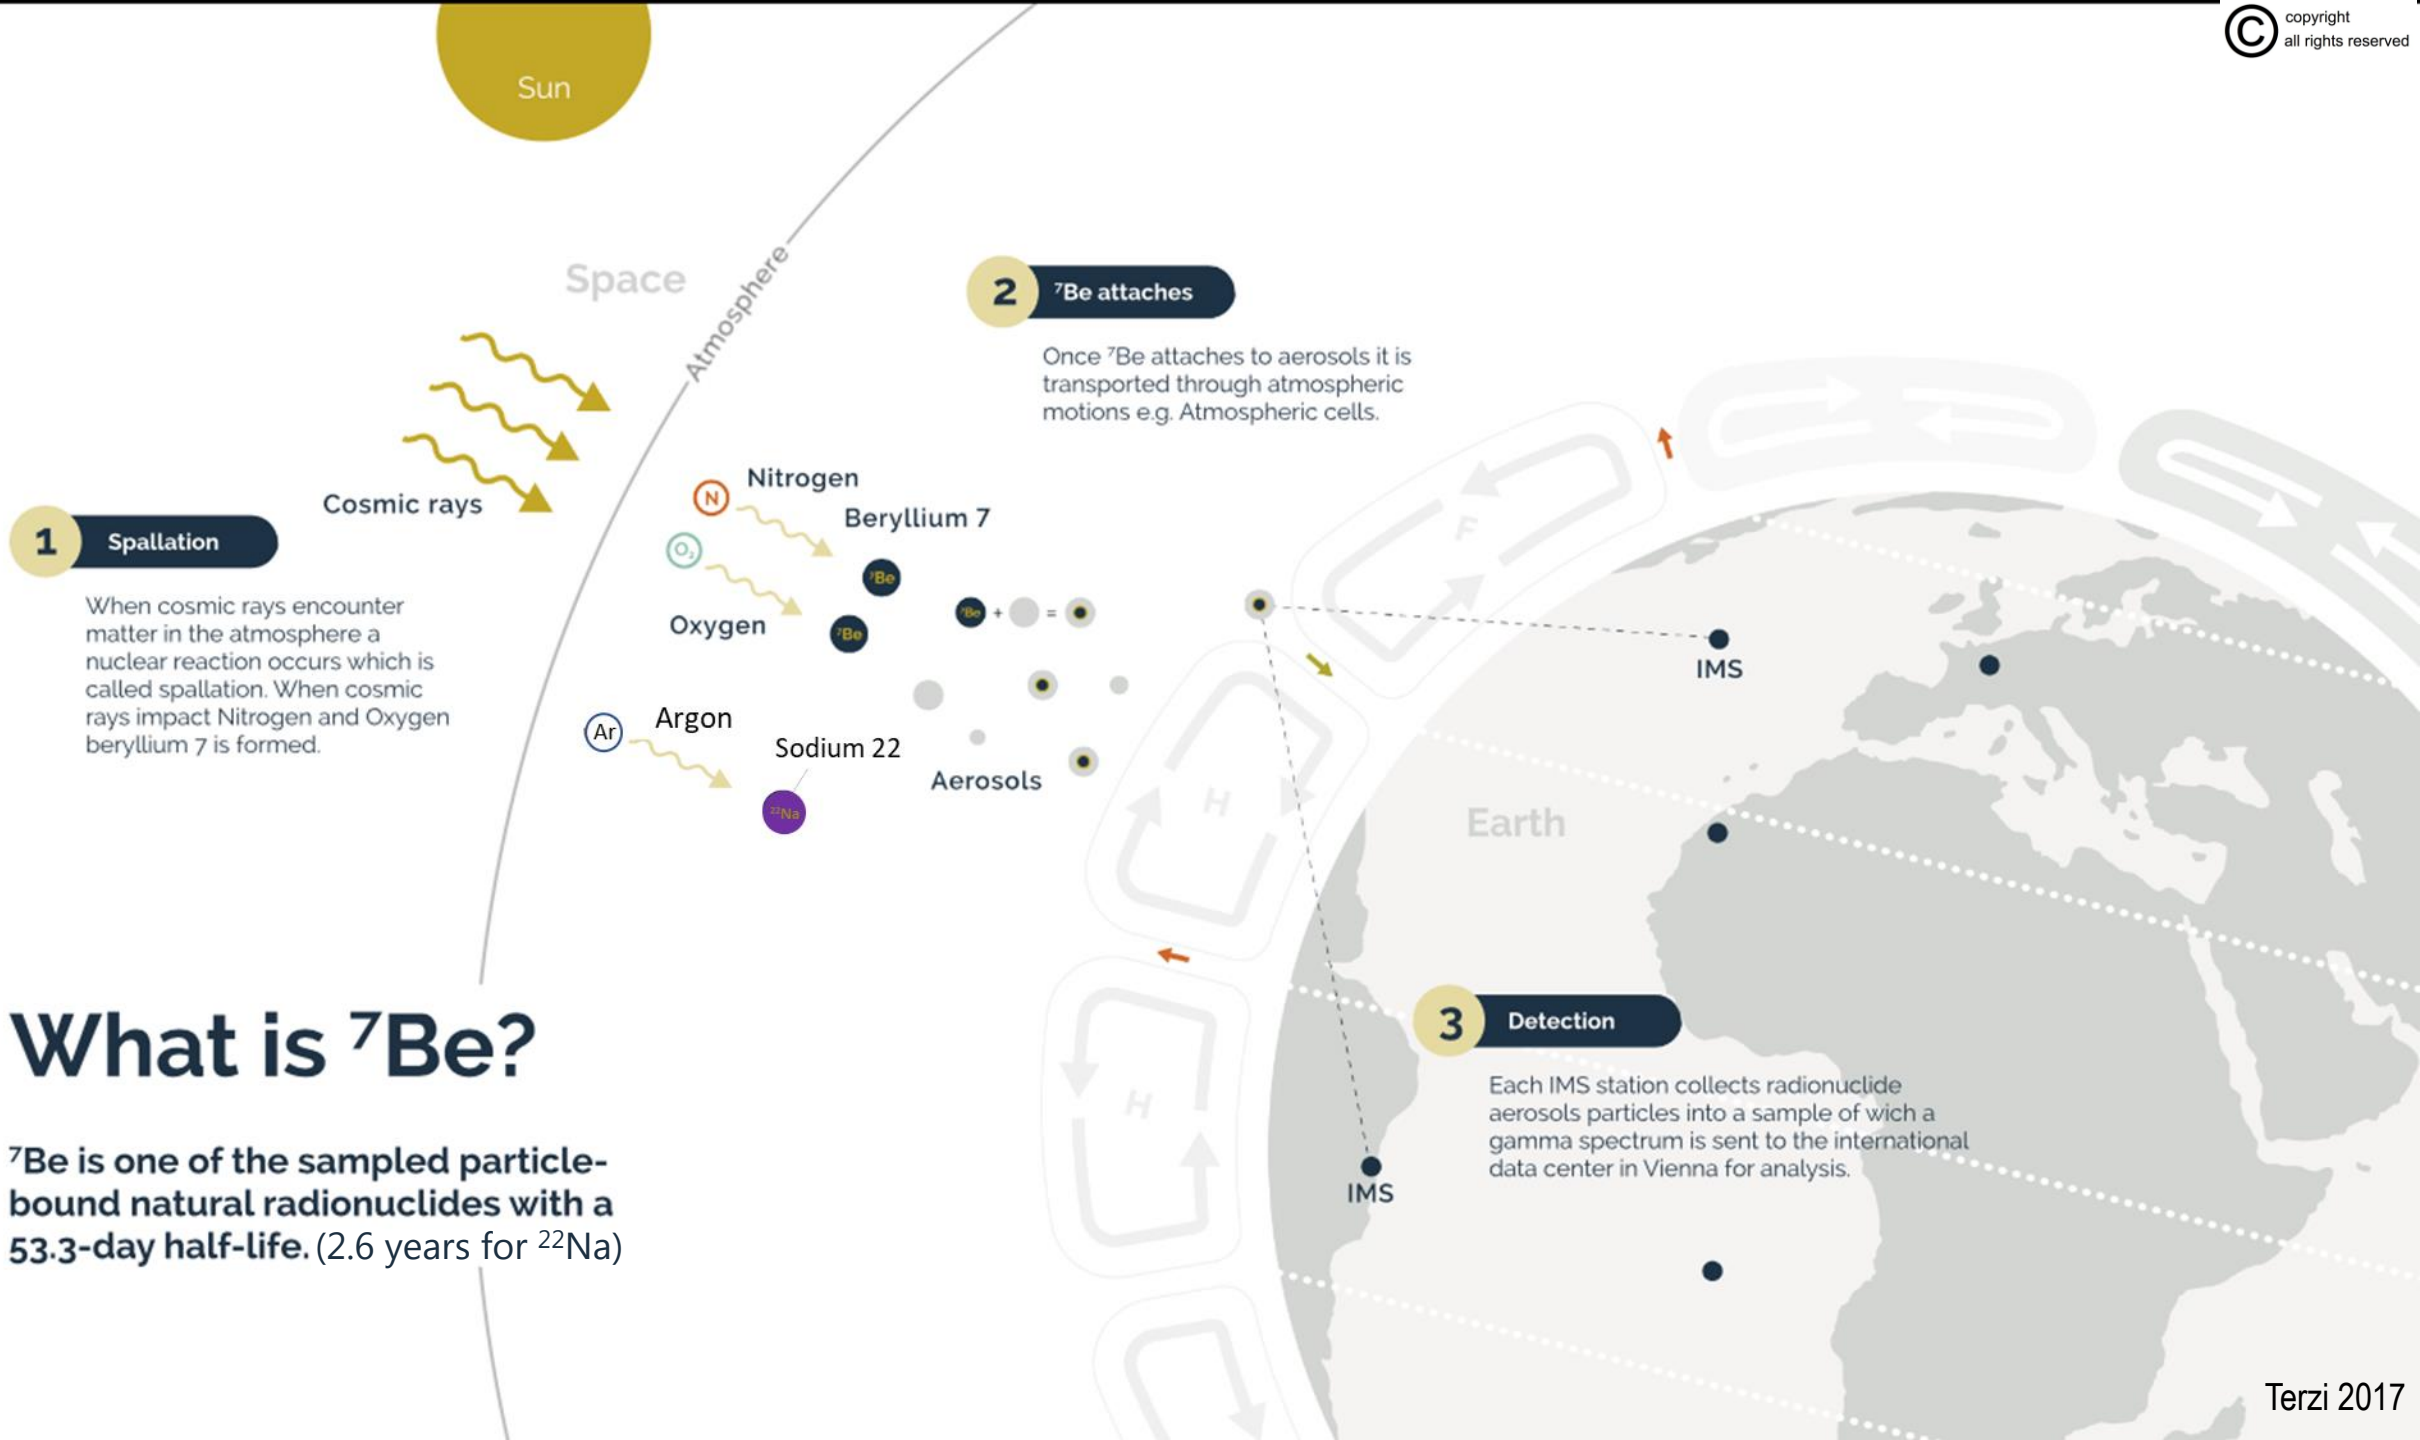 copyright
all rights reserved
Sun
Space
Atmosphere
Cosmic rays
1 Spallation
When cosmic rays encounter
matter in the atmosphere a
nuclear reaction occurs which is
called spallation. When cosmic
rays impact Nitrogen and Oxygen
beryllium 7 is formed.
2 ⁷Be attaches
Once ⁷Be attaches to aerosols it is
transported through atmospheric
motions e.g. Atmospheric cells.
N Nitrogen
Beryllium 7
O₂
⁷Be
Oxygen
⁷Be
⁷Be + =
Ar Argon
Sodium 22
²²Na
Aerosols
F
H
H
IMS
Earth
3 Detection
Each IMS station collects radionuclide
aerosols particles into a sample of wich a
gamma spectrum is sent to the international
data center in Vienna for analysis.
IMS
What is ⁷Be?
⁷Be is one of the sampled particle-
bound natural radionuclides with a
53.3-day half-life. (2.6 years for ²²Na)
Terzi 2017